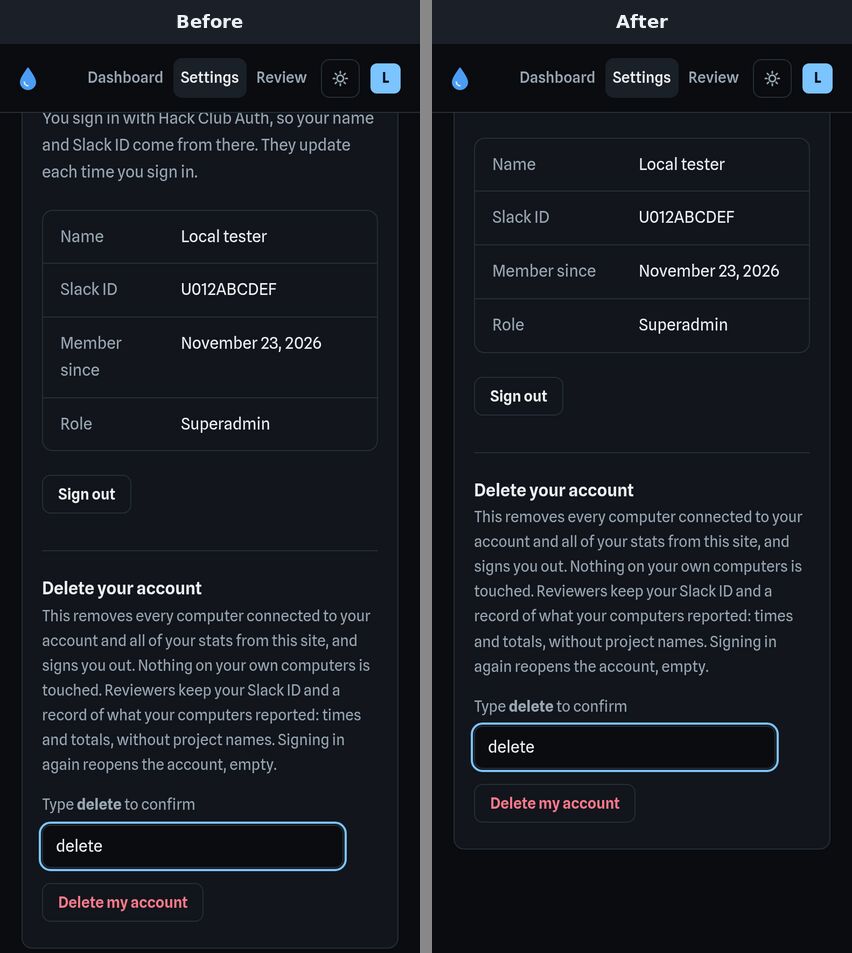 Before
Dashboard Settings Review L
You sign in with Hack Club Auth, so your name
and Slack ID come from there. They update
each time you sign in.
Name Local tester
Slack ID U012ABCDEF
Member since November 23, 2026
Role Superadmin
Sign out
Delete your account
This removes every computer connected to your
account and all of your stats from this site, and
signs you out. Nothing on your own computers is
touched. Reviewers keep your Slack ID and a
record of what your computers reported: times
and totals, without project names. Signing in
again reopens the account, empty.
Type delete to confirm
delete
Delete my account
After
Dashboard Settings Review L
Name Local tester
Slack ID U012ABCDEF
Member since November 23, 2026
Role Superadmin
Sign out
Delete your account
This removes every computer connected to your
account and all of your stats from this site, and
signs you out. Nothing on your own computers is
touched. Reviewers keep your Slack ID and a
record of what your computers reported: times
and totals, without project names. Signing in
again reopens the account, empty.
Type delete to confirm
delete
Delete my account